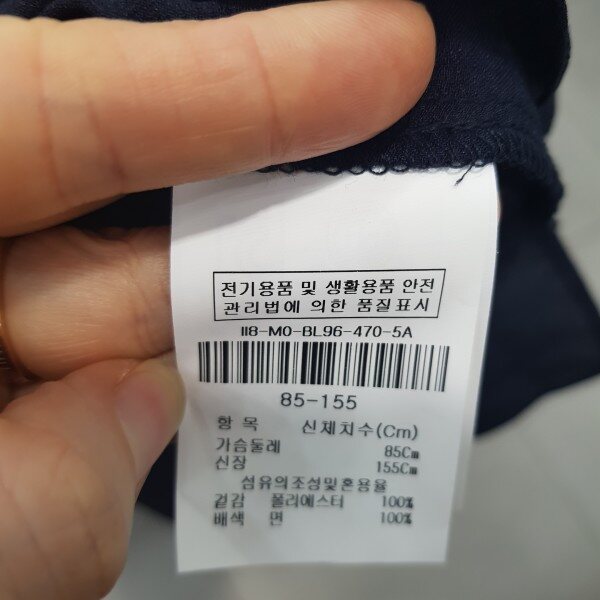 전기용품 및 생활용품 안전
관리법에 의한 품질표시
118-MO-BL96-470-5A
85-155
항 목 신체치수(Cm)
가슴둘레 85Cm
신장 155Cm
섬유의조성및혼용율
겉감 폴리에스터 100%
배색 면 100%